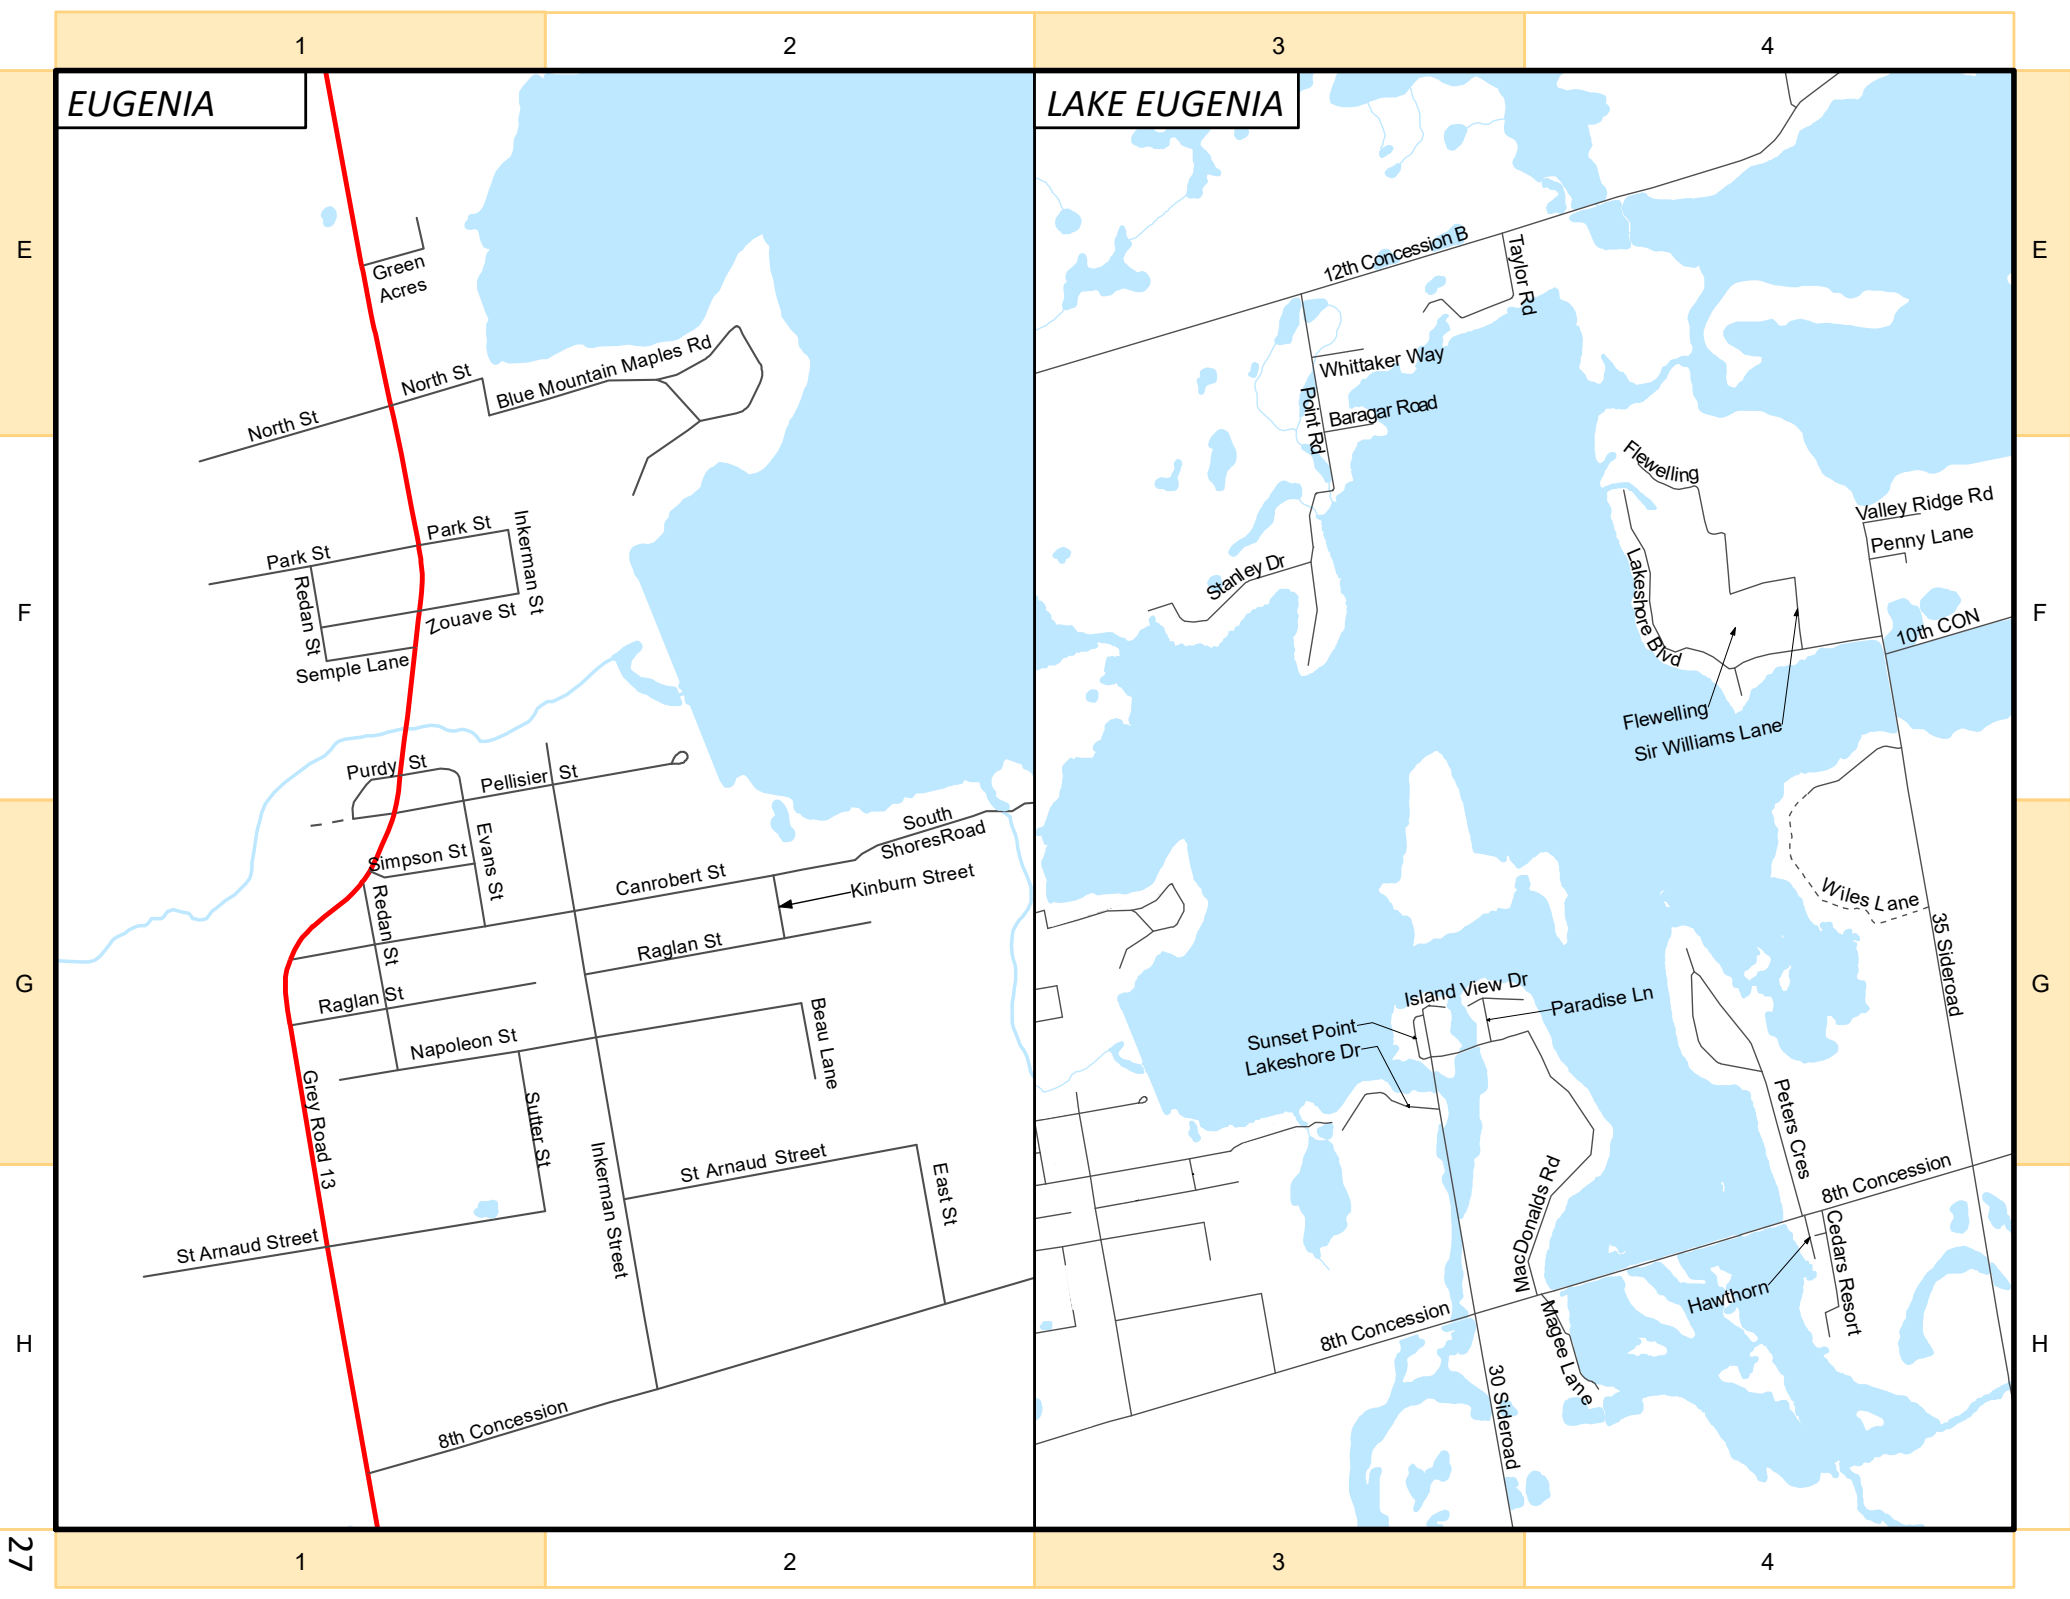 1
2
3
4
EUGENIA
LAKE EUGENIA
E
E
Green
Acres
North St
North St
Blue Mountain Maples Rd
12th Concession B
Taylor Rd
Whittaker Way
Point Rd
Baragar Road
F
F
Park St
Park St
Inkerman St
Redan St
Zouave St
Semple Lane
Purdy St
Pellisier St
Flewelling
Valley Ridge Rd
Penny Lane
Stanley Dr
Lakeshore Blvd
10th CON
Flewelling
Sir Williams Lane
G
G
Evans St
Simpson St
South
ShoresRoad
Canrobert St
Kinburn Street
Redan St
Raglan St
Raglan St
Napoleon St
Beau Lane
Grey Road 13
Sutter St
Wiles Lane
35 Sideroad
Island View Dr
Paradise Ln
Sunset Point
Lakeshore Dr
Peters Cres
H
H
St Arnaud Street
St Arnaud Street
Inkerman Street
East St
8th Concession
MacDonalds Rd
8th Concession
Cedars Resort
Hawthorn
8th Concession
Magee Lane
30 Sideroad
27
1
2
3
4